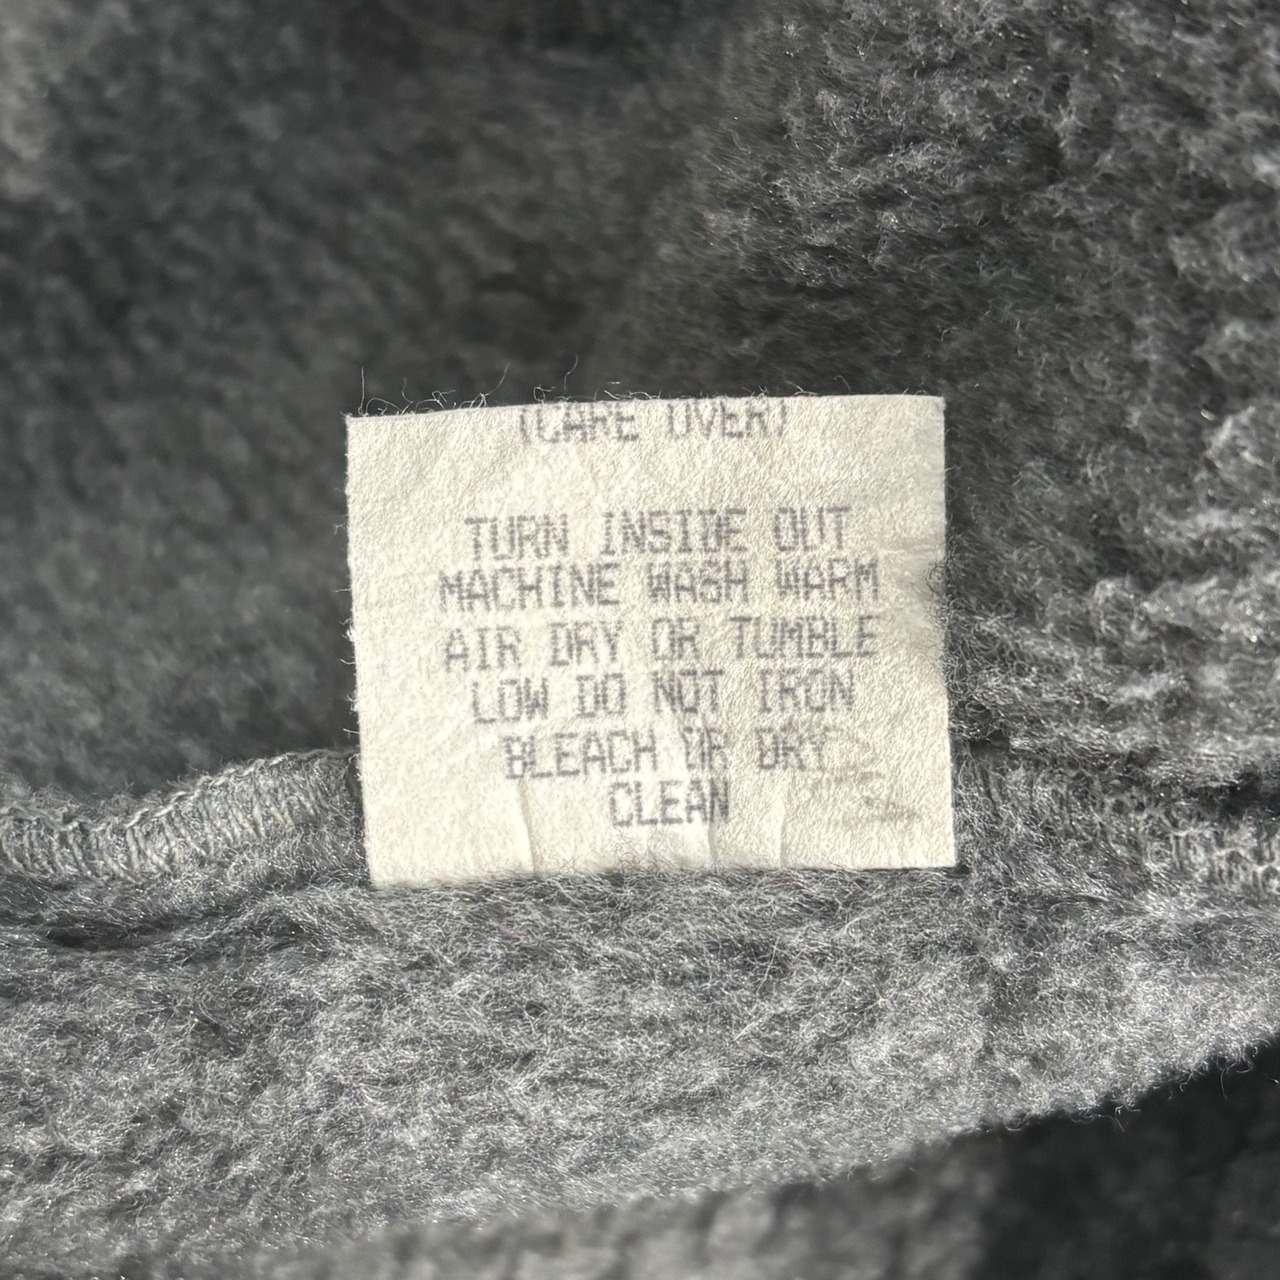 (CARE OVER)
TURN INSIDE OUT
MACHINE WASH WARM
AIR DRY OR TUMBLE
LOW DO NOT IRON
BLEACH OR DRY
CLEAN